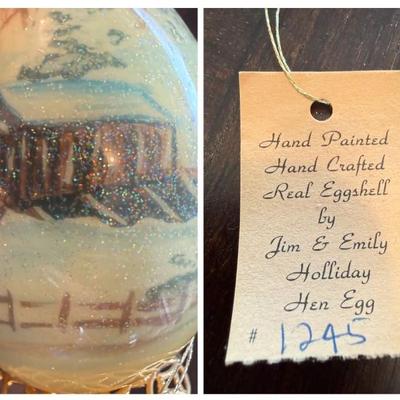 Hand Painted
Hand Crafted
Real Eggshell
by
Jim & Emily
Holliday
Hen Egg
# 1245